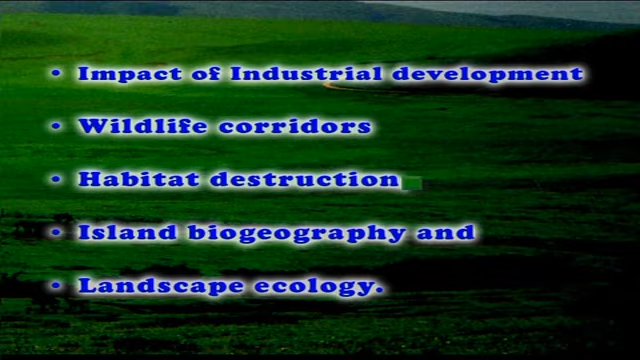 • Impact of Industrial development
• Wildlife corridors
• Habitat destruction
• Island biogeography and
• Landscape ecology.